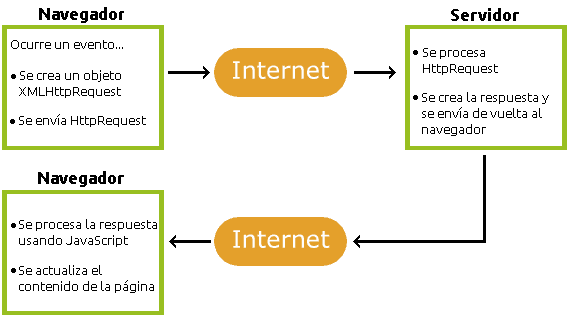 Navegador
Ocurre un evento...
• Se crea un objeto
XMLHttpRequest
• Se envía HttpRequest
Internet
Servidor
• Se procesa
HttpRequest
• Se crea la respuesta y
se envía de vuelta al
navegador
Navegador
• Se procesa la respuesta
usando JavaScript
• Se actualiza el
contenido de la página
Internet